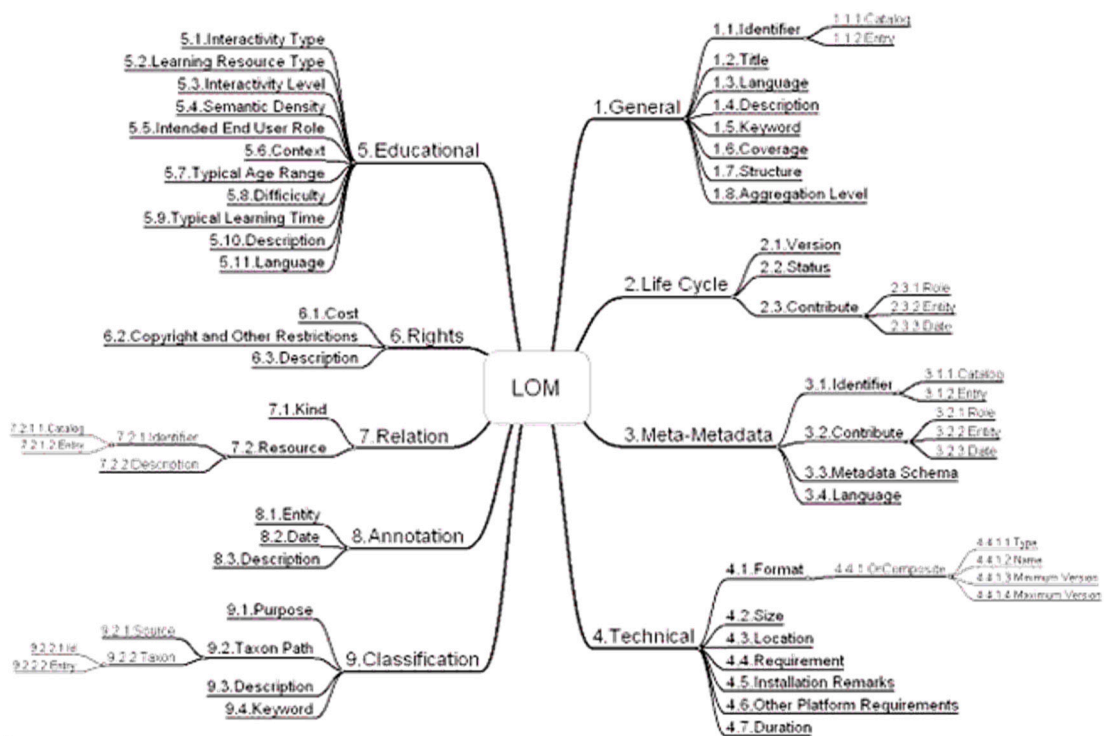 LOM
1.General
1.1.Identifier
1.1.1 Catalog
1.1.2 Entry
1.2.Title
1.3.Language
1.4.Description
1.5.Keyword
1.6.Coverage
1.7.Structure
1.8.Aggregation Level
2.Life Cycle
2.1.Version
2.2.Status
2.3.Contribute
2.3.1 Role
2.3.2 Entity
2.3.3 Date
3.Meta-Metadata
3.1.Identifier
3.1.1 Catalog
3.1.2 Entry
3.2.Contribute
3.2.1 Role
3.2.2 Entity
3.2.3 Date
3.3.Metadata Schema
3.4.Language
4.Technical
4.1.Format
4.4.1 OrComposite
4.4.1.1 Type
4.4.1.2 Name
4.4.1.3 Minimum Version
4.4.1.4 Maximum Version
4.2.Size
4.3.Location
4.4.Requirement
4.5.Installation Remarks
4.6.Other Platform Requirements
4.7.Duration
5.Educational
5.1.Interactivity Type
5.2.Learning Resource Type
5.3.Interactivity Level
5.4.Semantic Density
5.5.Intended End User Role
5.6.Context
5.7.Typical Age Range
5.8.Difficiculty
5.9.Typical Learning Time
5.10.Description
5.11.Language
6.Rights
6.1.Cost
6.2.Copyright and Other Restrictions
6.3.Description
7.Relation
7.1.Kind
7.2.Resource
7.2.1.Identifier
7.2.1.1.Catalog
7.2.1.2.Entry
7.2.2.Description
8.Annotation
8.1.Entity
8.2.Date
8.3.Description
9.Classification
9.1.Purpose
9.2.Taxon Path
9.2.1.Source
9.2.2.Taxon
9.2.2.1.Id
9.2.2.2.Entry
9.3.Description
9.4.Keyword